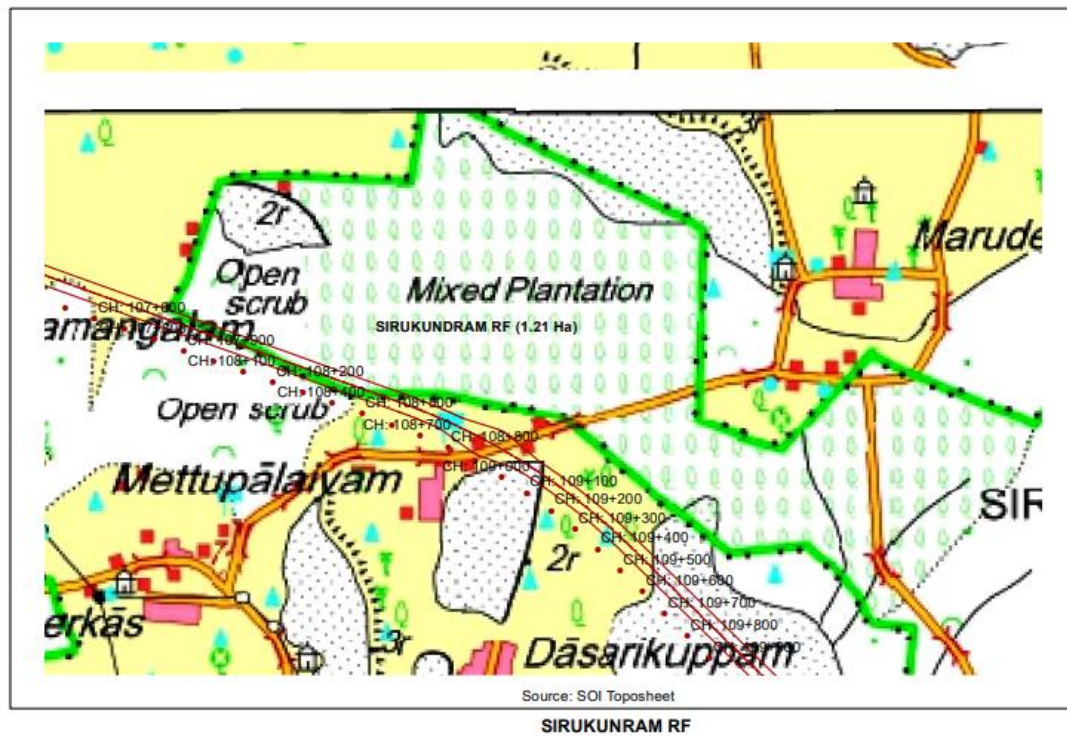 2r
Open
scrub
Mixed Plantation
Marude
CH: 107+800
amangalam
SIRUKUNDRAM RF (1.21 Ha)
CH: 108+100
CH: 108+200
CH: 108+400
Open scrub
CH: 108+700
CH: 108+800
CH: 109+000
Mettupālaiyam
CH: 109+100
CH: 109+200
SIR
CH: 109+300
CH: 109+400
2r
CH: 109+500
CH: 109+600
CH: 109+700
erkās
CH: 109+800
3r
Dāsarikuppam
Source: SOI Toposheet
SIRUKUNRAM RF